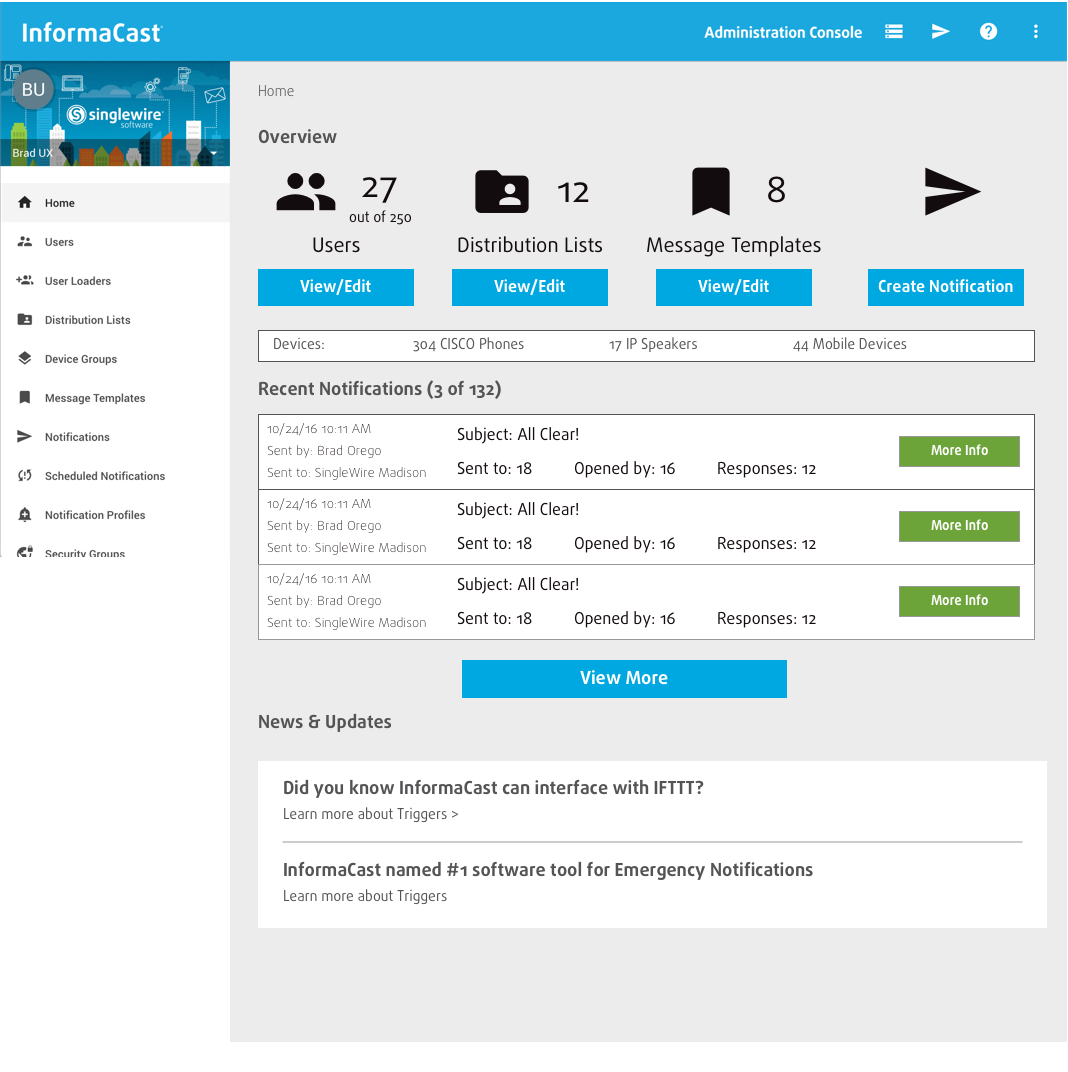 InformaCast
Administration Console
BU
singlewire
software
Brad UX
Home
Users
User Loaders
Distribution Lists
Device Groups
Message Templates
Notifications
Scheduled Notifications
Notification Profiles
Security Groups
Home
Overview
27
out of 250
Users
View/Edit
12
Distribution Lists
View/Edit
8
Message Templates
View/Edit
Create Notification
Devices: 304 CISCO Phones 17 IP Speakers 44 Mobile Devices
Recent Notifications (3 of 132)
10/24/16 10:11 AM
Sent by: Brad Orego
Sent to: SingleWire Madison
Subject: All Clear!
Sent to: 18 Opened by: 16 Responses: 12
More Info
10/24/16 10:11 AM
Sent by: Brad Orego
Sent to: SingleWire Madison
Subject: All Clear!
Sent to: 18 Opened by: 16 Responses: 12
More Info
10/24/16 10:11 AM
Sent by: Brad Orego
Sent to: SingleWire Madison
Subject: All Clear!
Sent to: 18 Opened by: 16 Responses: 12
More Info
View More
News & Updates
Did you know InformaCast can interface with IFTTT?
Learn more about Triggers >
InformaCast named #1 software tool for Emergency Notifications
Learn more about Triggers